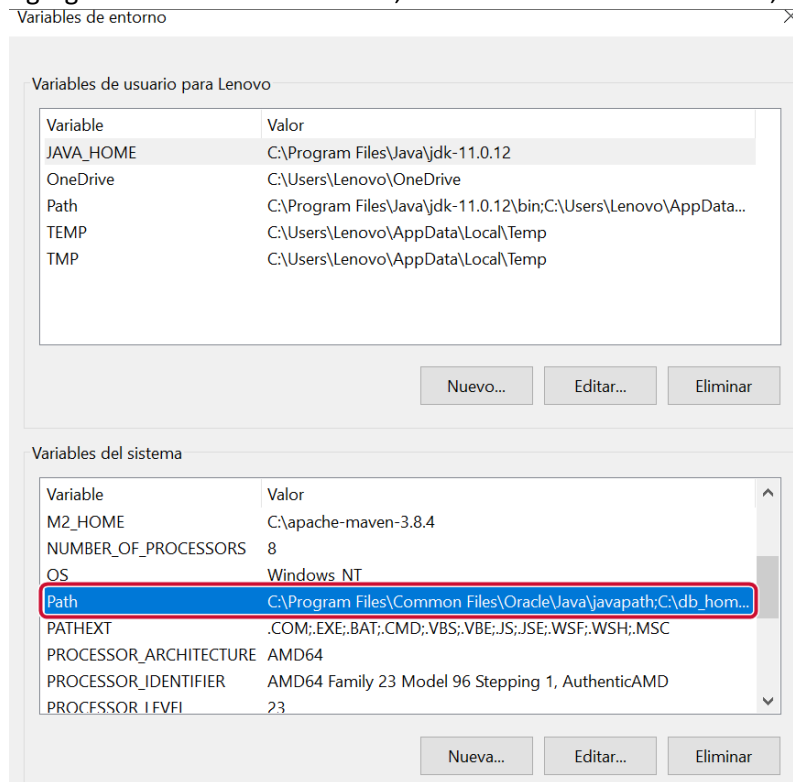 Variables de entorno
Variables de usuario para Lenovo
Variable Valor
JAVA_HOME C:\Program Files\Java\jdk-11.0.12
OneDrive C:\Users\Lenovo\OneDrive
Path C:\Program Files\Java\jdk-11.0.12\bin;C:\Users\Lenovo\AppData...
TEMP C:\Users\Lenovo\AppData\Local\Temp
TMP C:\Users\Lenovo\AppData\Local\Temp
Nuevo... Editar... Eliminar
Variables del sistema
Variable Valor
M2_HOME C:\apache-maven-3.8.4
NUMBER_OF_PROCESSORS 8
OS Windows_NT
Path C:\Program Files\Common Files\Oracle\Java\javapath;C:\db_hom...
PATHEXT .COM;.EXE;.BAT;.CMD;.VBS;.VBE;.JS;.JSE;.WSF;.WSH;.MSC
PROCESSOR_ARCHITECTURE AMD64
PROCESSOR_IDENTIFIER AMD64 Family 23 Model 96 Stepping 1, AuthenticAMD
PROCESSOR_LEVEL 23
Nueva... Editar... Eliminar